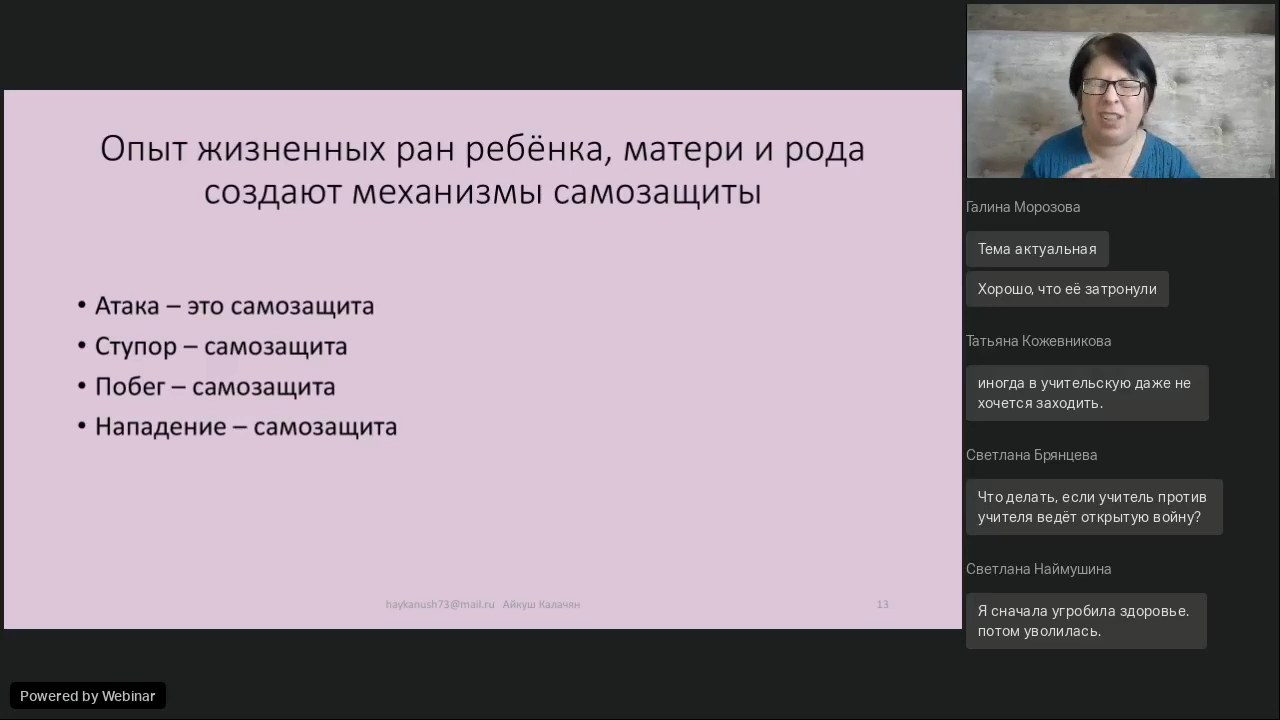 Опыт жизненных ран ребёнка, матери и рода
создают механизмы самозащиты
• Атака – это самозащита
• Ступор – самозащита
• Побег – самозащита
• Нападение – самозащита
haykanush73@mail.ru Айкуш Калачян
13
Галина Морозова
Тема актуальная
Хорошо, что её затронули
Татьяна Кожевникова
иногда в учительскую даже не
хочется заходить.
Светлана Брянцева
Что делать, если учитель против
учителя ведёт открытую войну?
Светлана Наймушина
Я сначала угробила здоровье.
потом уволилась.
Powered by Webinar